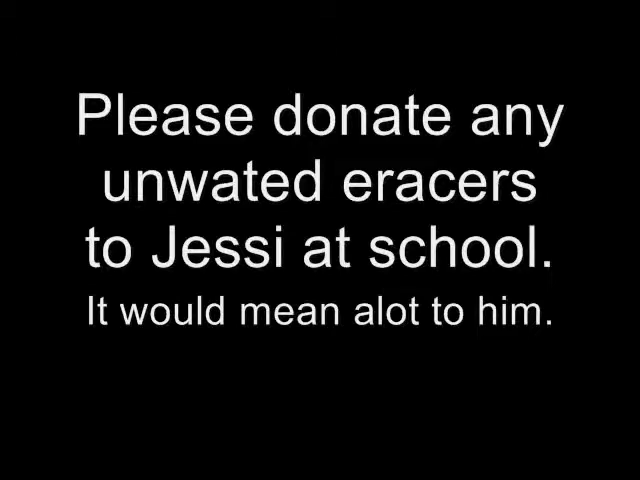 Please donate any
unwated eracers
to Jessi at school.
It would mean alot to him.